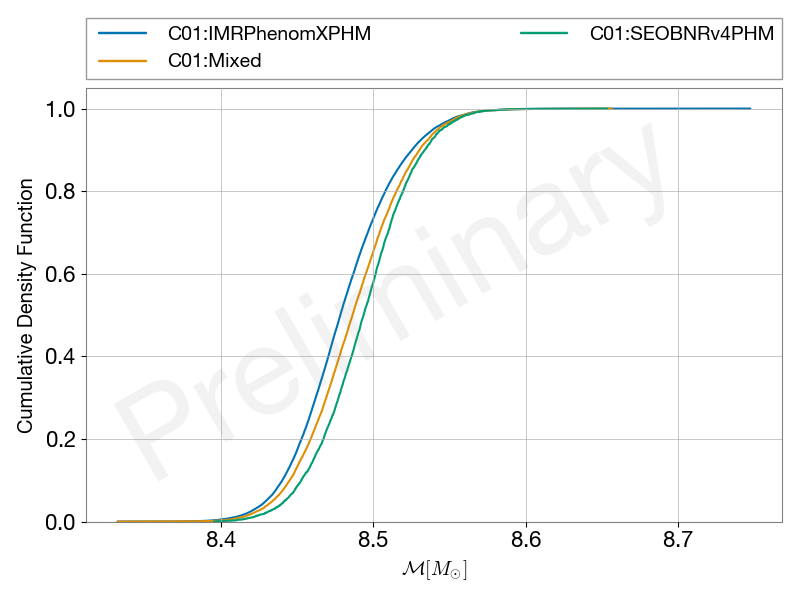 C01:IMRPhenomXPHM
C01:Mixed
C01:SEOBNRv4PHM
Cumulative Density Function
1.0
0.8
0.6
0.4
0.2
0.0
8.4
8.5
8.6
8.7
ℳ[M☉]
Preliminary